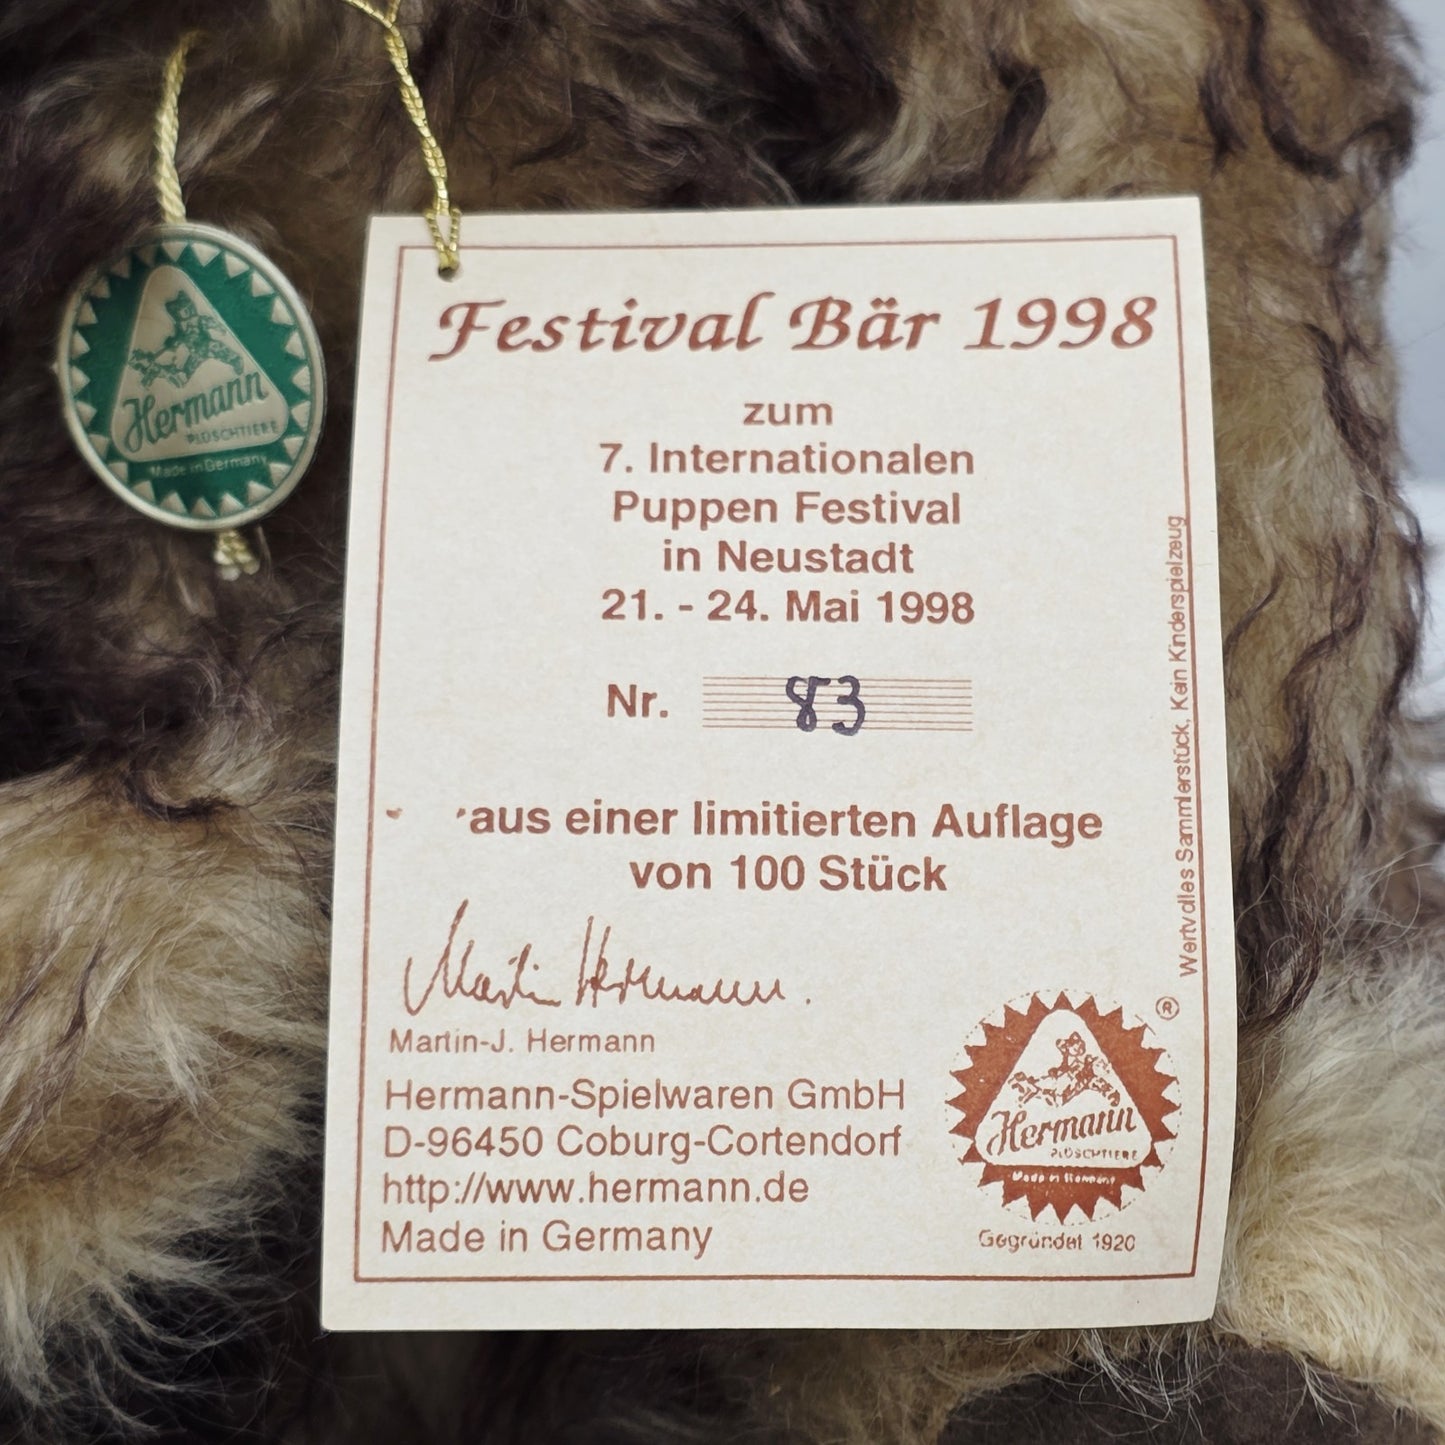 Hermann
PLÜSCHTIERE
Made in Germany
Festival Bär 1998
zum
7. Internationalen
Puppen Festival
in Neustadt
21. - 24. Mai 1998
Nr. 83
aus einer limitierten Auflage
von 100 Stück
Martin Hermann.
Martin-J. Hermann
Hermann-Spielwaren GmbH
D-96450 Coburg-Cortendorf
http://www.hermann.de
Made in Germany
Wertvolles Sammlerstück, Kein Kinderspielzeug
®
Hermann
PLÜSCHTIERE
Made in Germany
Gegründet 1920